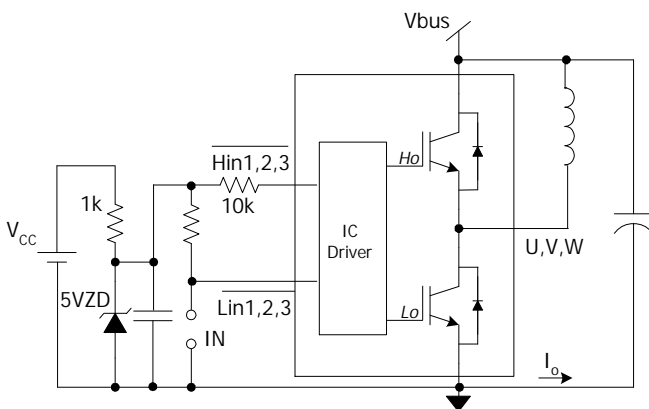 Vbus
Hin1,2,3
Ho
1k
10k
VCC
IC
Driver
U,V,W
5VZD
IN
Lin1,2,3
Lo
Io